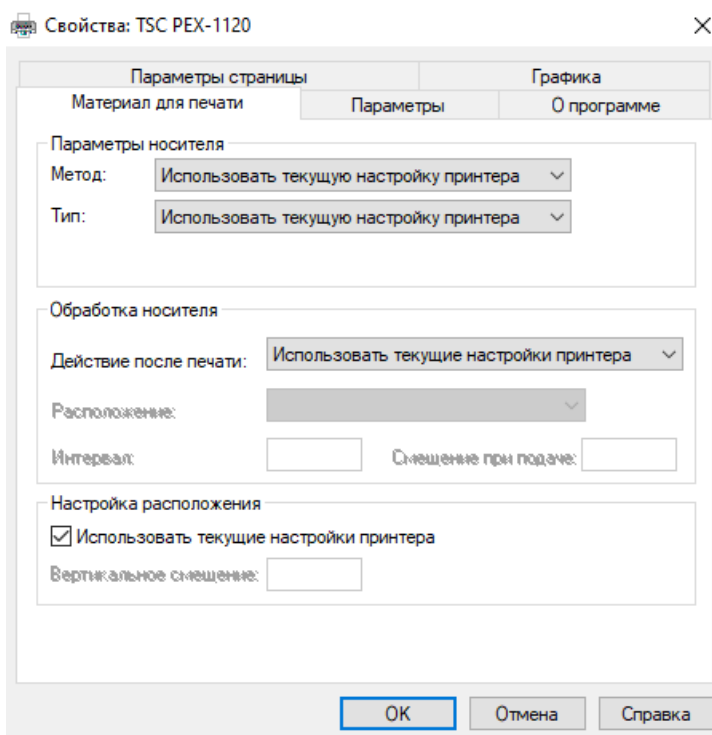 Свойства: TSC PEX-1120
Параметры страницы Графика
Материал для печати Параметры О программе
Параметры носителя
Метод: Использовать текущую настройку принтера
Тип: Использовать текущую настройку принтера
Обработка носителя
Действие после печати: Использовать текущие настройки принтера
Расположение:
Интервал: Смещение при подаче:
Настройка расположения
Использовать текущие настройки принтера
Вертикальное смещение:
OK Отмена Справка